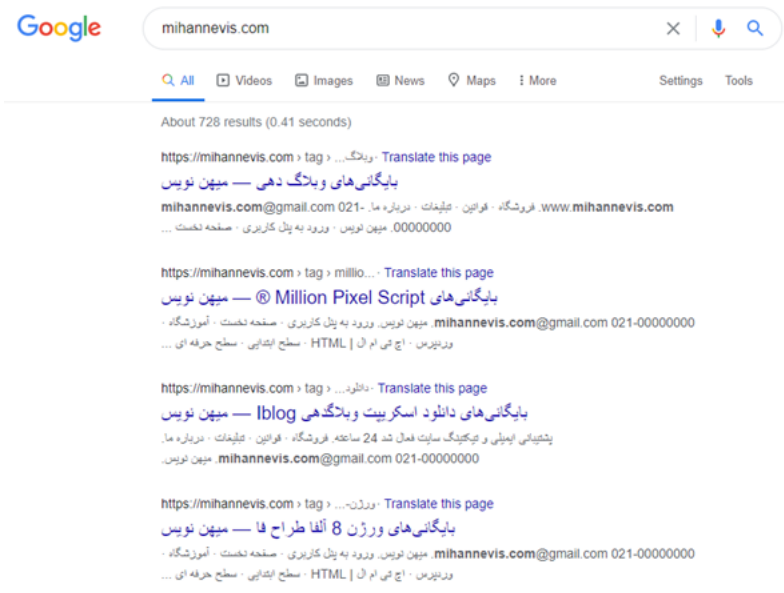 Google
mihannevis.com
All Videos Images News Maps More Settings Tools
About 728 results (0.41 seconds)
https://mihannevis.com › tag › ...وبلاگ · Translate this page
بایگانی‌های وبلاگ دهی — میهن نویس
www.mihannevis.com. فروشگاه · قوانین · تبلیغات · درباره ما. mihannevis.com@gmail.com 021-
00000000. میهن نویس · ورود به پنل کاربری · صفحه نخست ...
https://mihannevis.com › tag › millio... · Translate this page
بایگانی‌های Million Pixel Script ® — میهن نویس
mihannevis.com@gmail.com 021-00000000. میهن نویس. ورود به پنل کاربری · صفحه نخست · آموزشگاه ·
وردپرس · اچ تی ام ال | HTML · سطح ابتدایی · سطح حرفه ای ...
https://mihannevis.com › tag › ...دانلود · Translate this page
بایگانی‌های دانلود اسکریپت وبلاگدهی Iblog — میهن نویس
پشتیبانی ایمیلی و تیکتینگ سایت فعال شد 24 ساعته. فروشگاه · قوانین · تبلیغات · درباره ما.
mihannevis.com@gmail.com 021-00000000. میهن نویس.
https://mihannevis.com › tag › ...-ورژن · Translate this page
بایگانی‌های ورژن 8 آلفا طراح فا — میهن نویس
mihannevis.com@gmail.com 021-00000000. میهن نویس. ورود به پنل کاربری · صفحه نخست · آموزشگاه ·
وردپرس · اچ تی ام ال | HTML · سطح ابتدایی · سطح حرفه ای ...